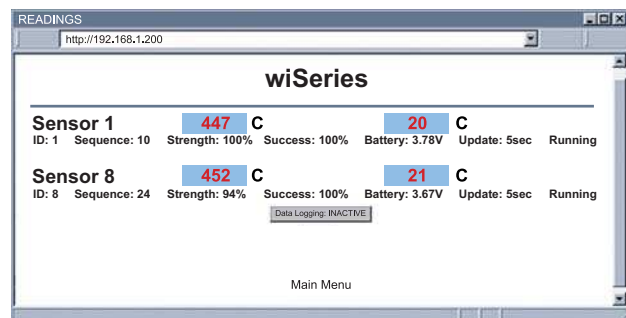 READINGS
http://192.168.1.200
wiSeries
Sensor 1 447 C 20 C
ID: 1 Sequence: 10 Strength: 100% Success: 100% Battery: 3.78V Update: 5sec Running
Sensor 8 452 C 21 C
ID: 8 Sequence: 24 Strength: 94% Success: 100% Battery: 3.67V Update: 5sec Running
Data Logging: INACTIVE
Main Menu